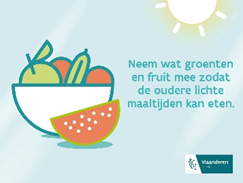 Neem wat groenten
en fruit mee zodat
de oudere lichte
maaltijden kan eten.
Vlaanderen